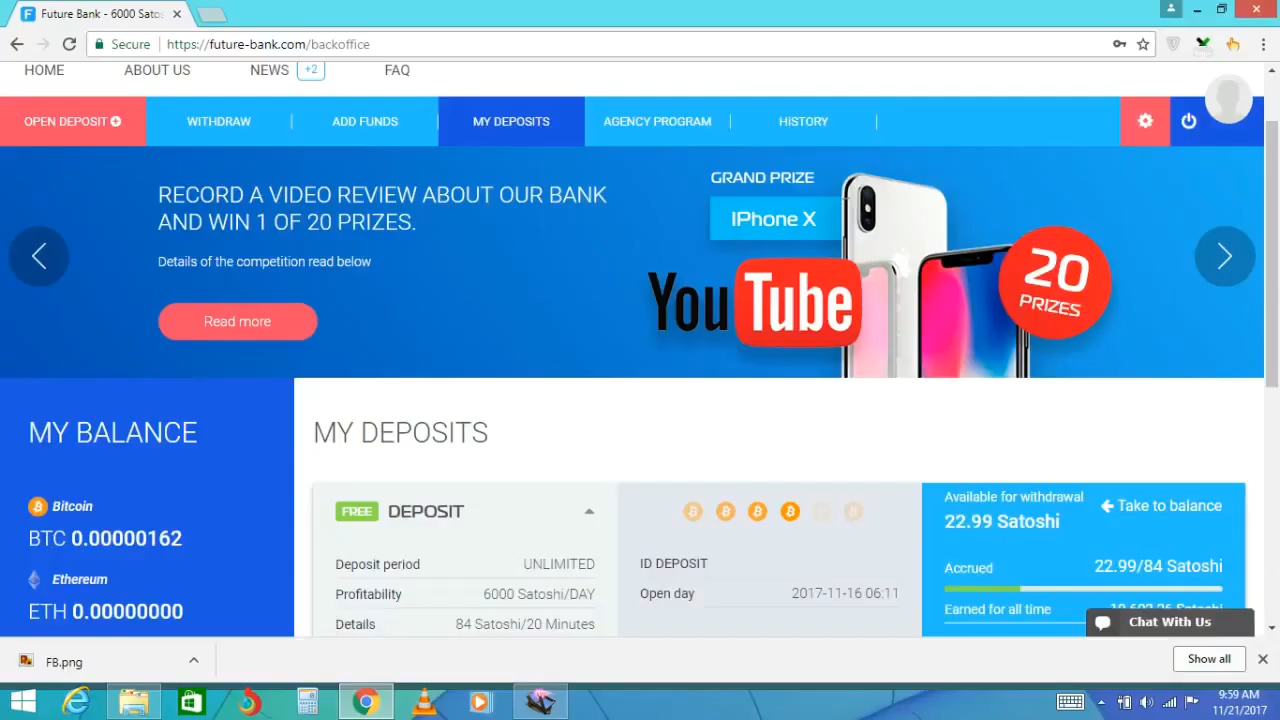 Future Bank - 6000 Satos
Secure
https://future-bank.com/backoffice
HOME
ABOUT US
NEWS
+2
FAQ
OPEN DEPOSIT
WITHDRAW
ADD FUNDS
MY DEPOSITS
AGENCY PROGRAM
HISTORY
RECORD A VIDEO REVIEW ABOUT OUR BANK
AND WIN 1 OF 20 PRIZES.
Details of the competition read below
Read more
GRAND PRIZE
IPhone X
YouTube
20
PRIZES
MY BALANCE
Bitcoin
BTC 0.00000162
Ethereum
ETH 0.00000000
MY DEPOSITS
FREE DEPOSIT
Deposit period UNLIMITED
Profitability 6000 Satoshi/DAY
Details 84 Satoshi/20 Minutes
ID DEPOSIT
Open day 2017-11-16 06:11
Available for withdrawal
22.99 Satoshi
Take to balance
Accrued 22.99/84 Satoshi
Earned for all time
Chat With Us
FB.png
Show all
9:59 AM
11/21/2017